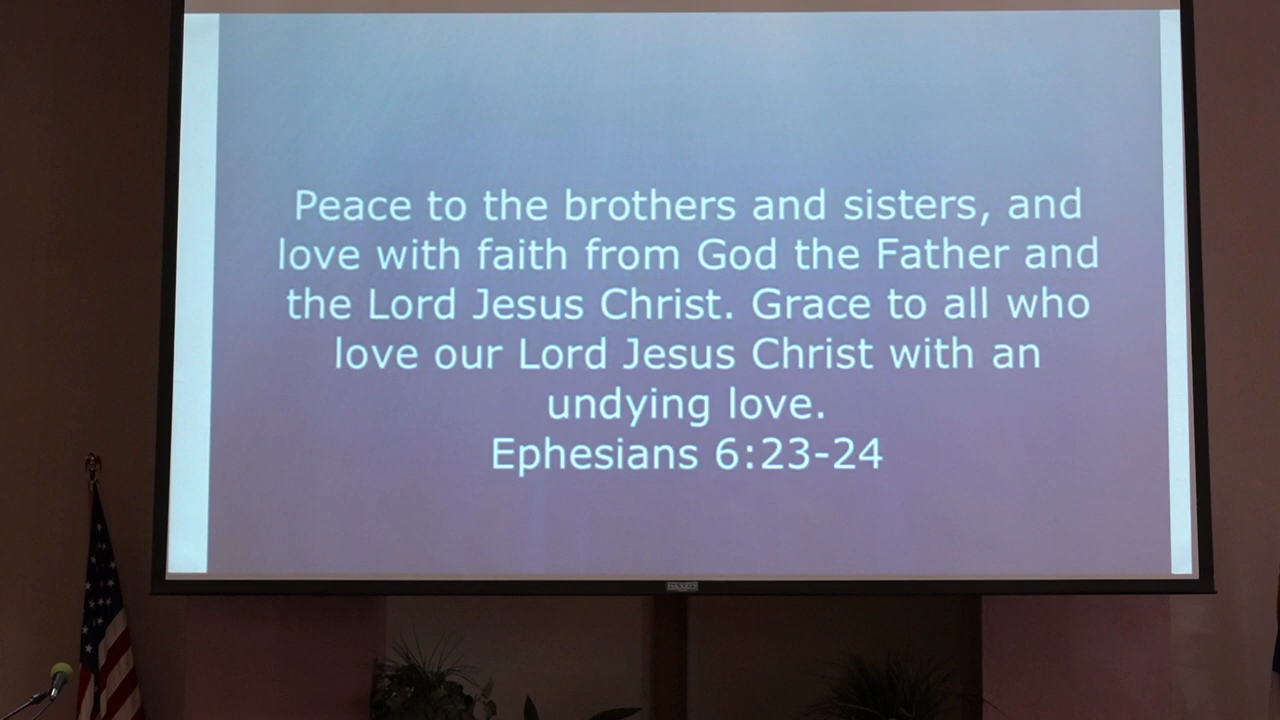 Peace to the brothers and sisters, and
love with faith from God the Father and
the Lord Jesus Christ. Grace to all who
love our Lord Jesus Christ with an
undying love.
Ephesians 6:23-24